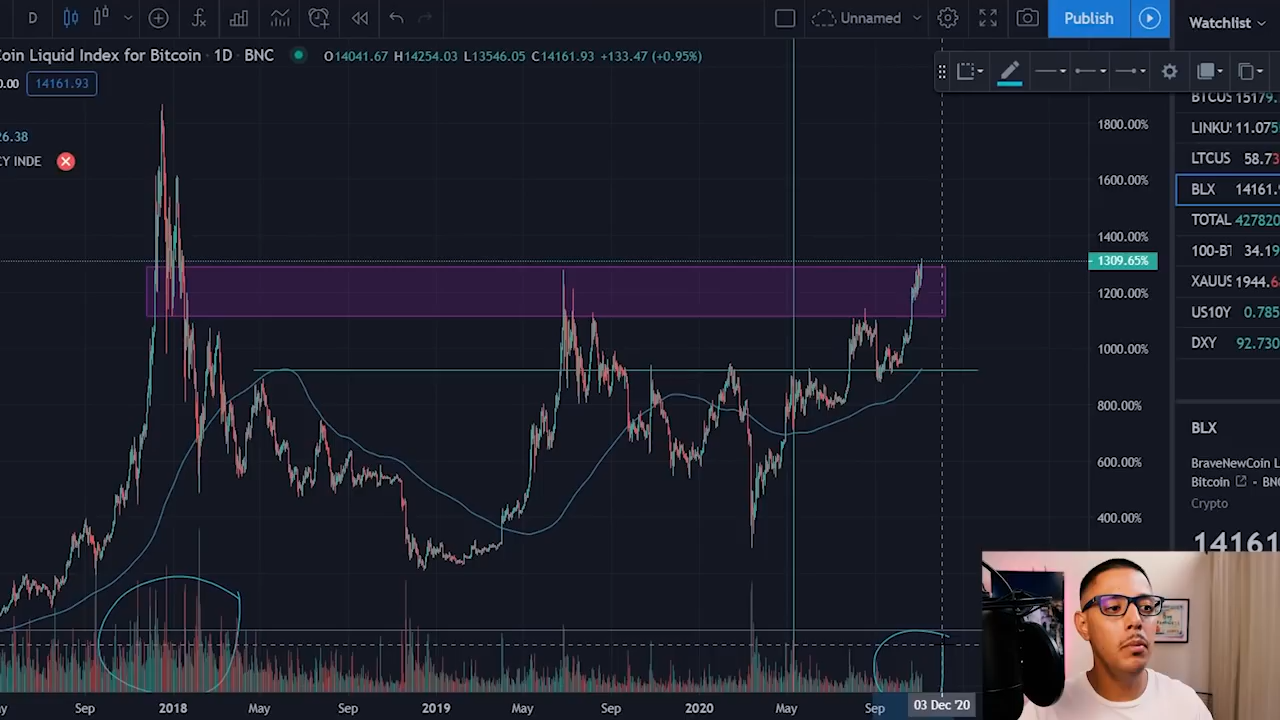 D
Unnamed
Publish
Watchlist
Coin Liquid Index for Bitcoin · 1D · BNC
O14041.67 H14254.03 L13546.05 C14161.93 +133.47 (+0.95%)
0.00
14161.93
26.38
CY INDE
1800.00%
1600.00%
1400.00%
1309.65%
1200.00%
1000.00%
800.00%
600.00%
400.00%
BTCUS 15179.
LINKU 11.075
LTCUS 58.73
BLX 14161.9
TOTAL 427820
100-BT 34.19
XAUUS 1944.6
US10Y 0.785
DXY 92.730
BLX
BraveNewCoin L
Bitcoin - BNC
Crypto
14161
Sep
2018
May
Sep
2019
May
Sep
2020
May
Sep
03 Dec '20